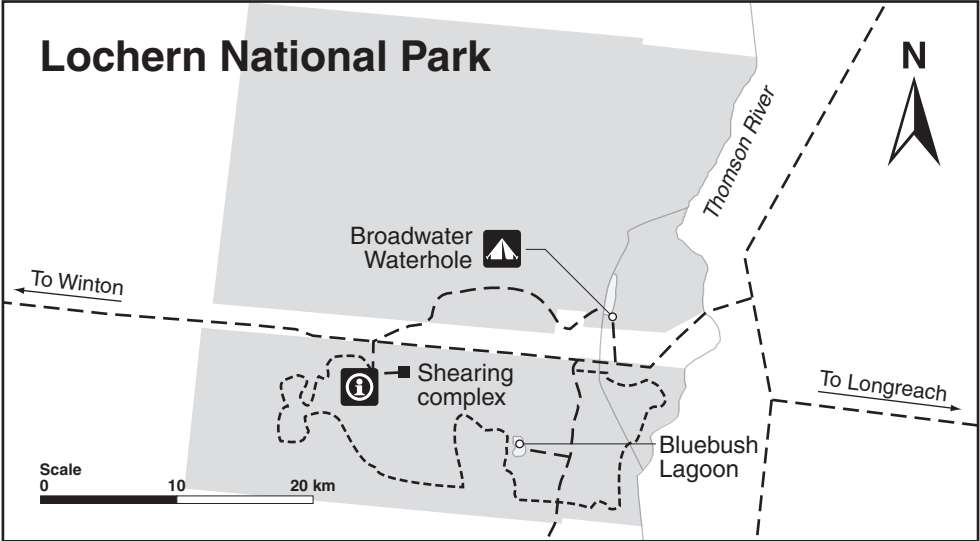 Lochern National Park
N
Thomson River
Broadwater
Waterhole
To Winton
Shearing
complex
To Longreach
Bluebush
Lagoon
Scale
0 10 20 km